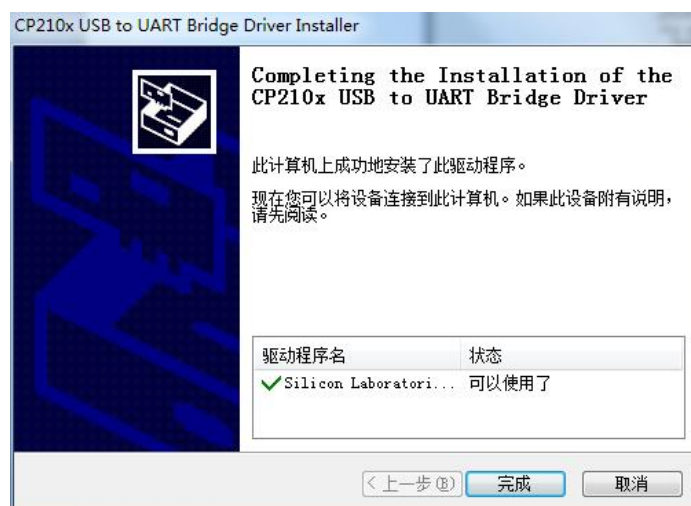 CP210x USB to UART Bridge Driver Installer
Completing the Installation of the
CP210x USB to UART Bridge Driver
此计算机上成功地安装了此驱动程序。
现在您可以将设备连接到此计算机。如果此设备附有说明，
请先阅读。
驱动程序名 状态
Silicon Laboratori... 可以使用了
<上一步(B) 完成 取消